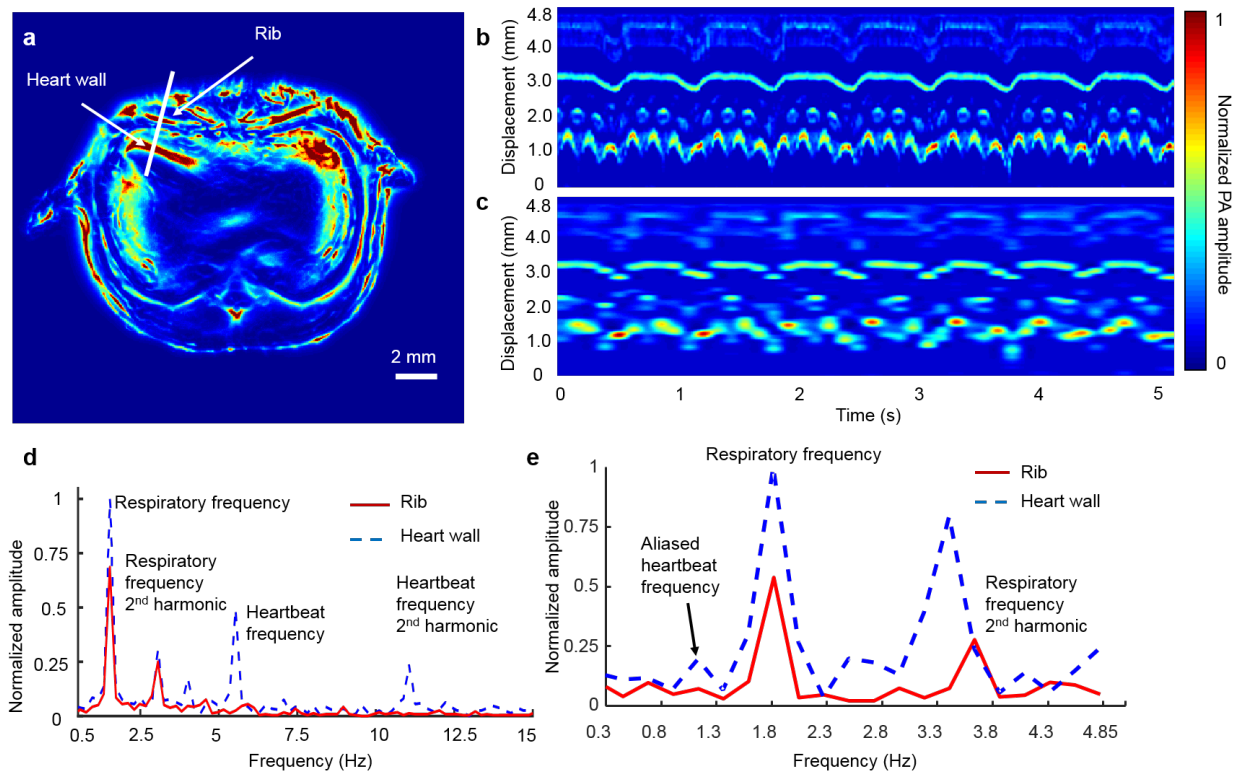 a
Rib
Heart wall
2 mm
b
Displacement (mm)
4.8
4.0
3.0
2.0
1.0
0
c
Displacement (mm)
4.8
4.0
3.0
2.0
1.0
0
0 1 2 3 4 5
Time (s)
1
Normalized PA amplitude
0
d
Normalized amplitude
1
0.75
0.5
0.25
0
Respiratory frequency
Respiratory
frequency
2nd harmonic
Heartbeat
frequency
Heartbeat
frequency
2nd harmonic
Rib
Heart wall
0.5 2.5 5 7.5 10 12.5 15
Frequency (Hz)
e
Normalized amplitude
1
0.75
0.5
0.25
0
Respiratory frequency
Rib
Heart wall
Aliased
heartbeat
frequency
Respiratory
frequency
2nd harmonic
0.3 0.8 1.3 1.8 2.3 2.8 3.3 3.8 4.3 4.85
Frequency (Hz)